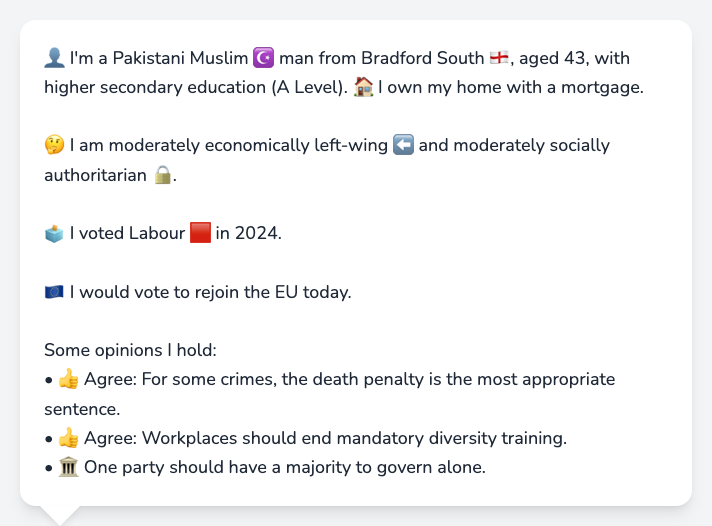 👤 I'm a Pakistani Muslim ☪️ man from Bradford South 🏴󠁧󠁢󠁥󠁮󠁧󠁿, aged 43, with
higher secondary education (A Level). 🏠 I own my home with a mortgage.
🤔 I am moderately economically left-wing ⬅️ and moderately socially
authoritarian 🔒.
🗳️ I voted Labour 🟥 in 2024.
🇪🇺 I would vote to rejoin the EU today.
Some opinions I hold:
• 👍 Agree: For some crimes, the death penalty is the most appropriate
sentence.
• 👍 Agree: Workplaces should end mandatory diversity training.
• 🏛️ One party should have a majority to govern alone.